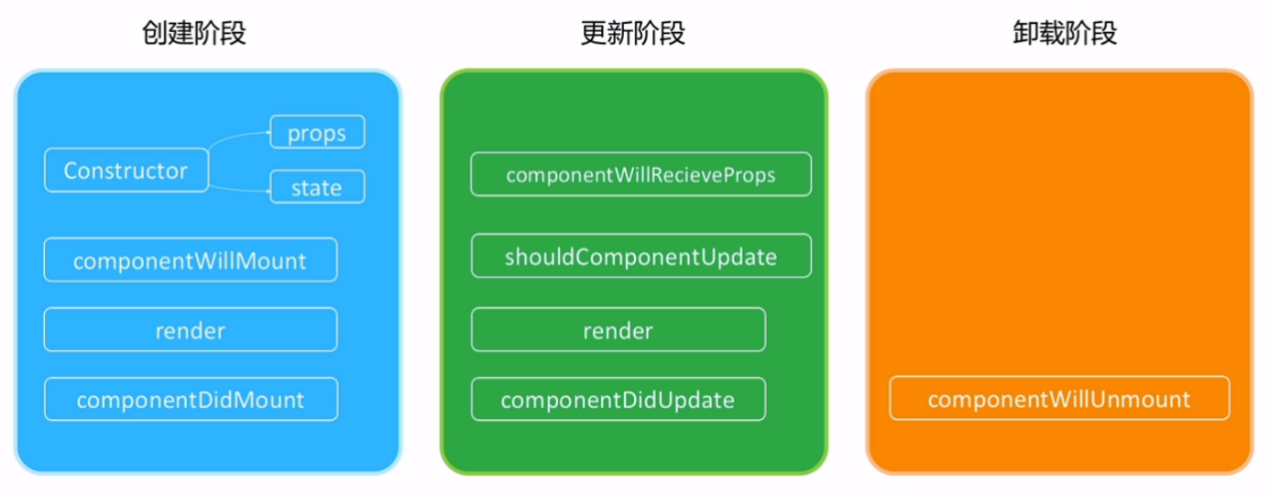 创建阶段
Constructor
props
state
componentWillMount
render
componentDidMount
更新阶段
componentWillRecieveProps
shouldComponentUpdate
render
componentDidUpdate
卸载阶段
componentWillUnmount